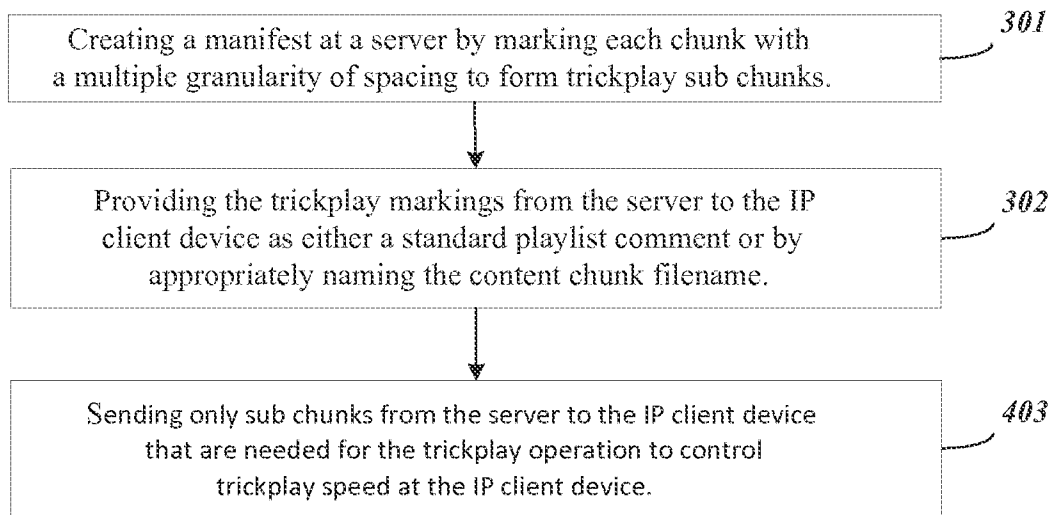 301
Creating a manifest at a server by marking each chunk with
a multiple granularity of spacing to form trickplay sub chunks.
302
Providing the trickplay markings from the server to the IP
client device as either a standard playlist comment or by
appropriately naming the content chunk filename.
403
Sending only sub chunks from the server to the IP client device
that are needed for the trickplay operation to control
trickplay speed at the IP client device.